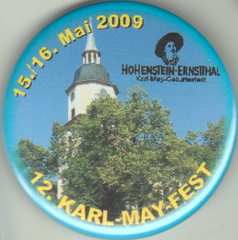 15./16. Mai 2009
HOHENSTEIN-ERNSTTHAL
Karl-May-Geburtsstadt
12. KARL-MAY-FEST